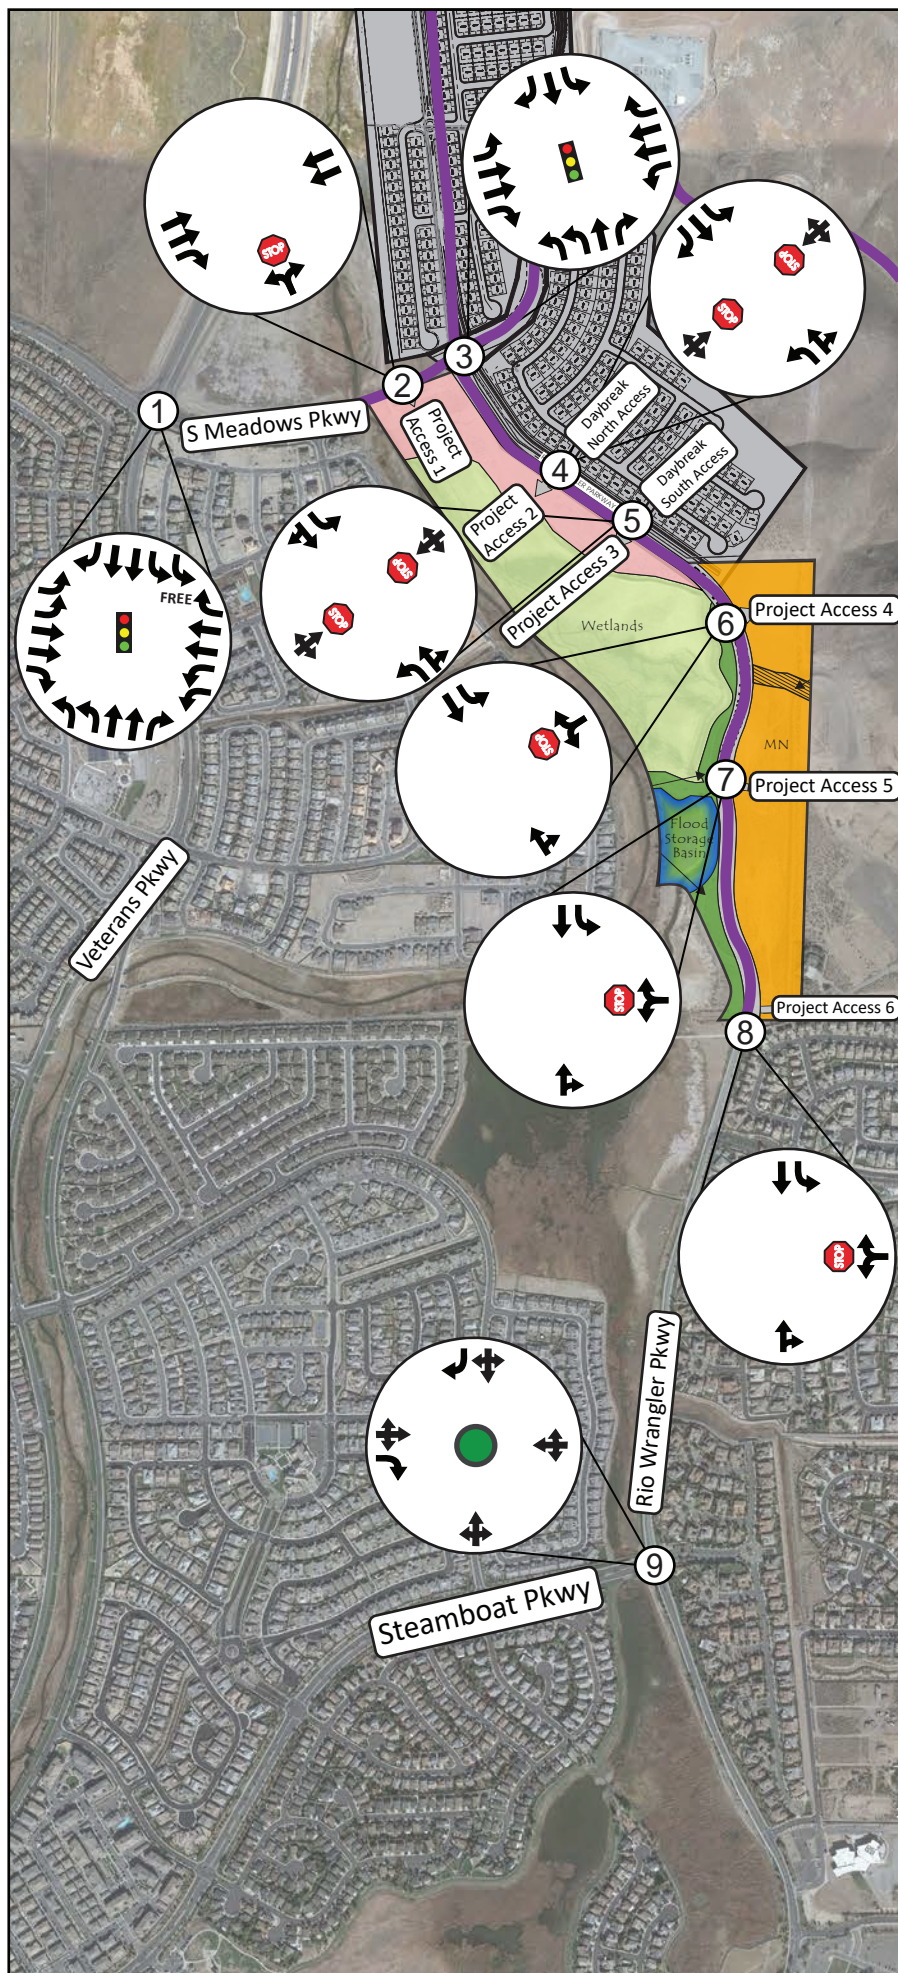 STOP
STOP
STOP
3
2
1
S Meadows Pkwy
Project
Access 1
Daybreak
North Access
4
ER PARKWAY
Daybreak
South Access
Project
Access 2
5
STOP
STOP
Project Access 3
FREE
Wetlands
6
Project Access 4
STOP
MN
7
Project Access 5
Flood
Storage
Basin
Veterans Pkwy
STOP
Project Access 6
8
STOP
Rio Wrangler Pkwy
9
Steamboat Pkwy